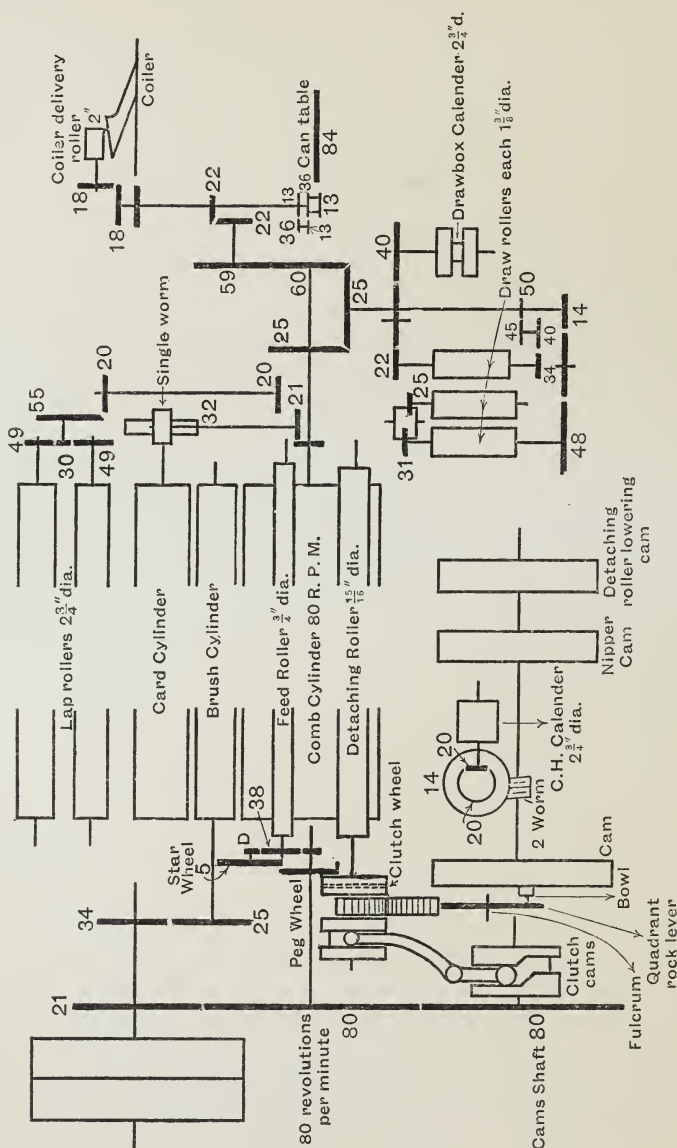 Coiler delivery
roller 2"
Coiler
18
18
22
22
13
36
Can table
84
36
13
13
59
60
25
25
40
Drawbox Calender 2¾" d.
Draw rollers each 1⅜" dia.
50
14
45
40
22
34
25
31
48
Single worm
20
20
55
49
30
49
32
21
Lap rollers 2¾" dia.
Card Cylinder
Brush Cylinder
Feed Roller ¾" dia.
Comb Cylinder 80 R. P. M.
Detaching Roller 15/16" dia.
Detaching
roller lowering
cam
Nipper
Cam
20
14
20
C.H. Calender
2¾" dia.
2 Worm
Cam
Bowl
Quadrant
rock lever
Fulcrum
Clutch
cams
Clutch wheel
38
D
Star
Wheel
5
Peg Wheel
34
25
21
80 revolutions
per minute
80
Cams Shaft 80